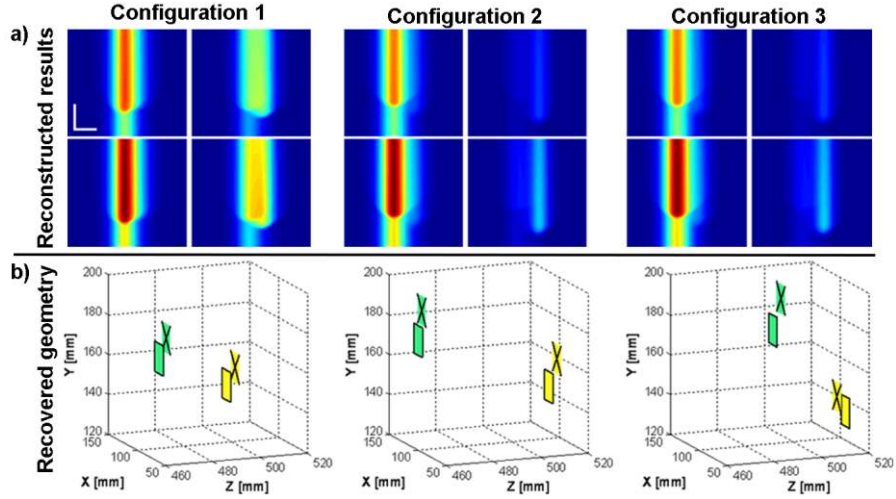 Configuration 1 Configuration 2 Configuration 3
a)
Reconstructed results
b)
Recovered geometry
200
180
160
140
120
Y [mm]
150
100
50
X [mm]
460
480
500
520
Z [mm]
200
180
160
140
120
Y [mm]
150
100
50
X [mm]
460
480
500
520
Z [mm]
200
180
160
140
120
Y [mm]
150
100
50
X [mm]
460
480
500
520
Z [mm]